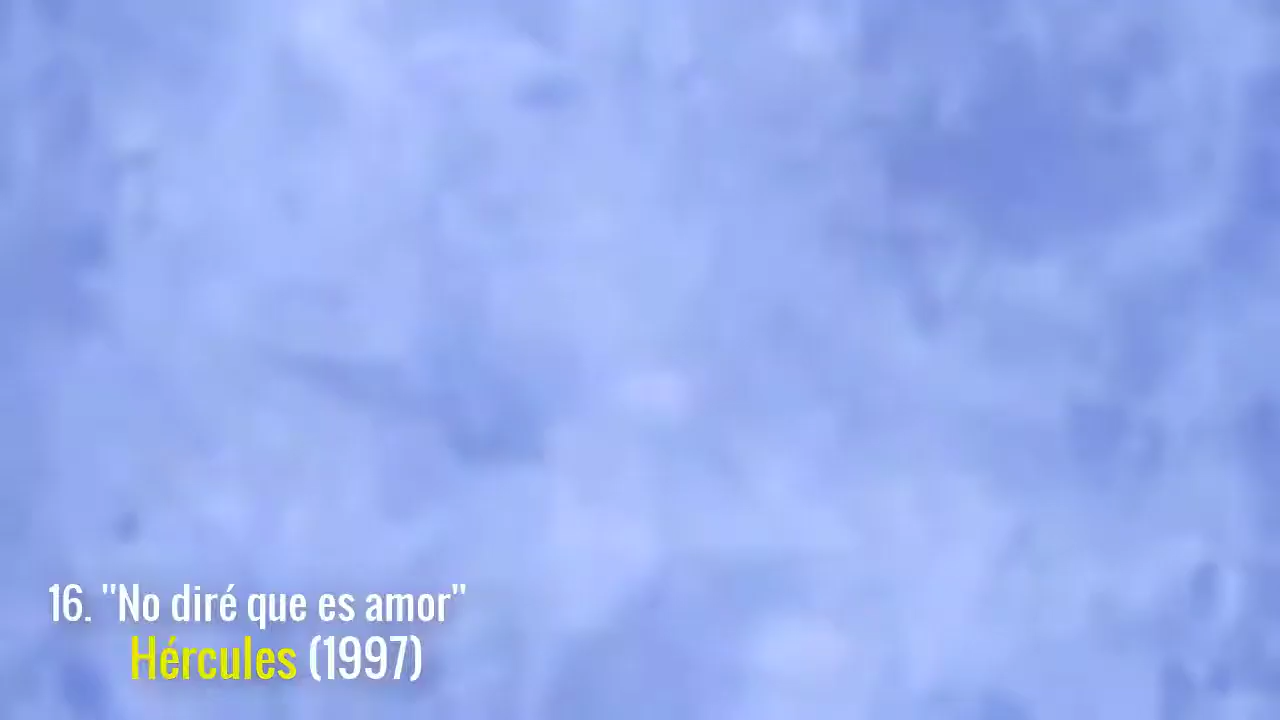 16. "No diré que es amor"
Hércules (1997)